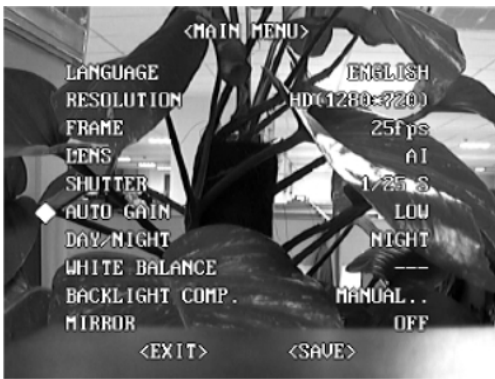 <MAIN MENU>
LANGUAGE ENGLISH
RESOLUTION HD(1280×720)
FRAME 25fps
LENS AI
SHUTTER 1/25 S
AUTO GAIN LOW
DAY/NIGHT NIGHT
WHITE BALANCE ---
BACKLIGHT COMP. MANUAL..
MIRROR OFF
<EXIT> <SAVE>